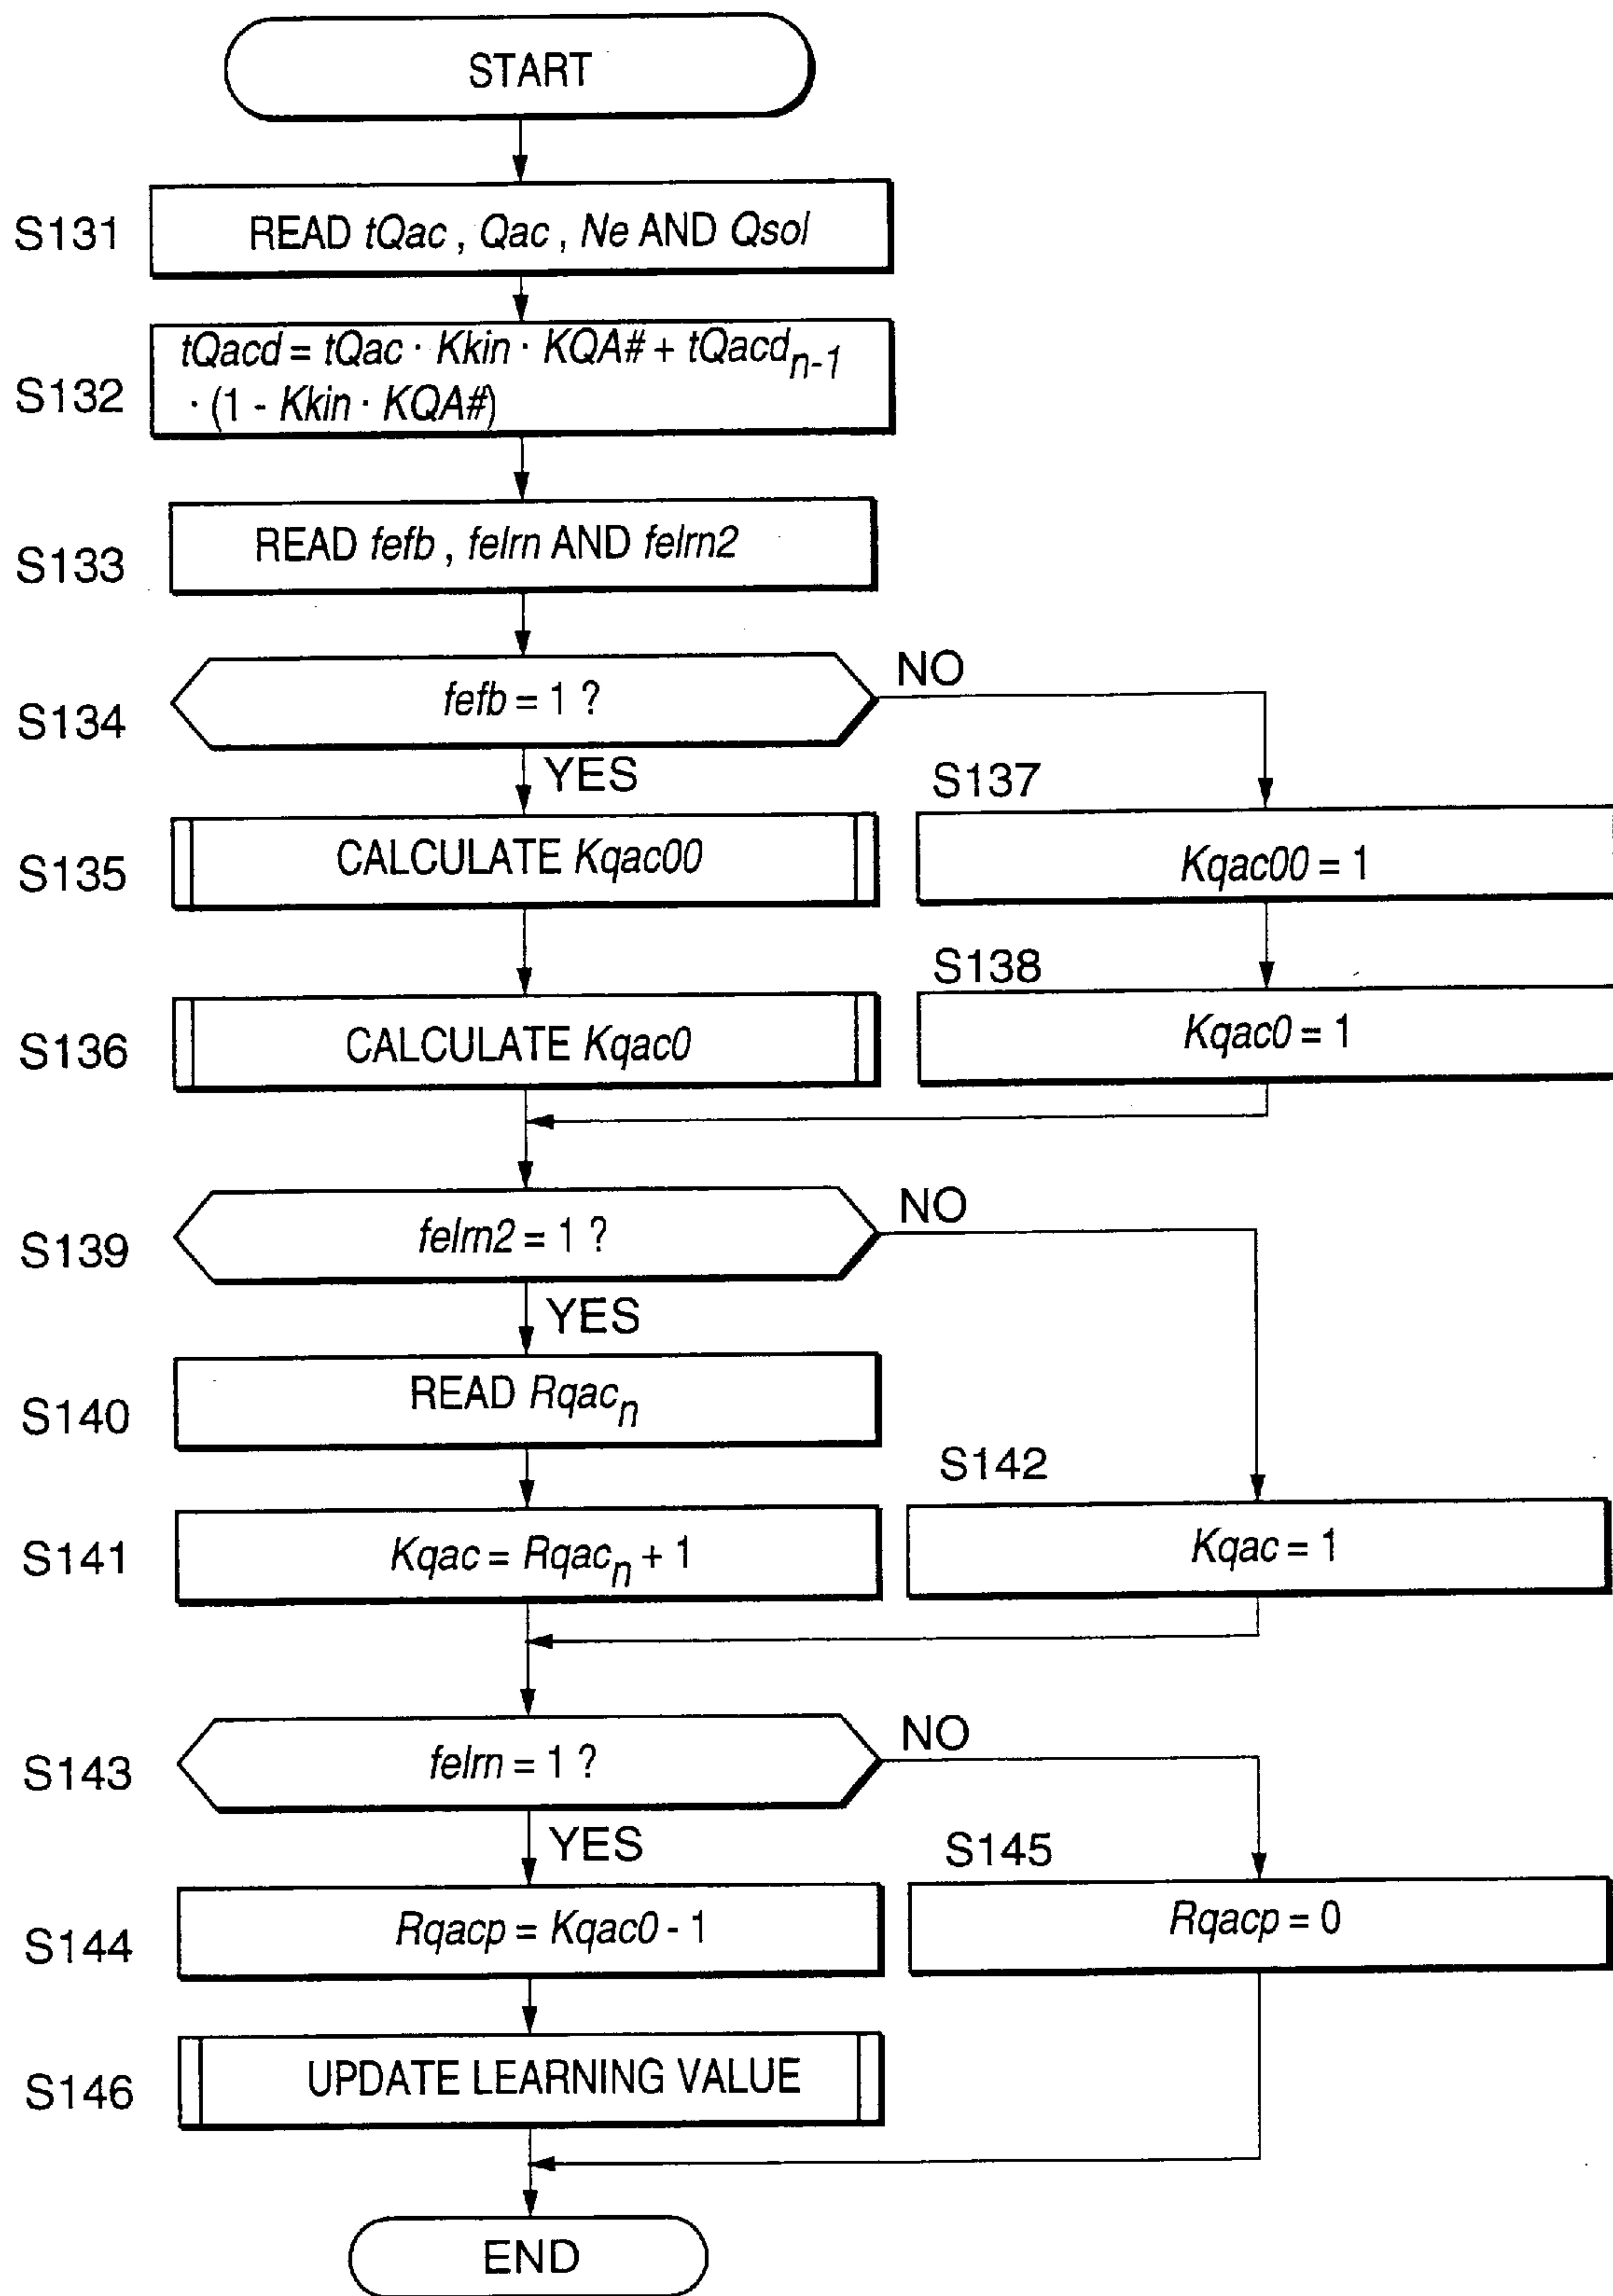 START
S131
READ tQac , Qac , Ne AND Qsol
S132
tQacd = tQac · Kkin · KQA# + tQacdn-1
· (1 - Kkin · KQA#)
S133
READ fefb , felrn AND felrn2
S134
fefb = 1 ?
NO
YES
S135
CALCULATE Kqac00
S137
Kqac00 = 1
S136
CALCULATE Kqac0
S138
Kqac0 = 1
S139
felrn2 = 1 ?
NO
YES
S140
READ Rqacn
S141
Kqac = Rqacn + 1
S142
Kqac = 1
S143
felrn = 1 ?
NO
YES
S144
Rqacp = Kqac0 - 1
S145
Rqacp = 0
S146
UPDATE LEARNING VALUE
END